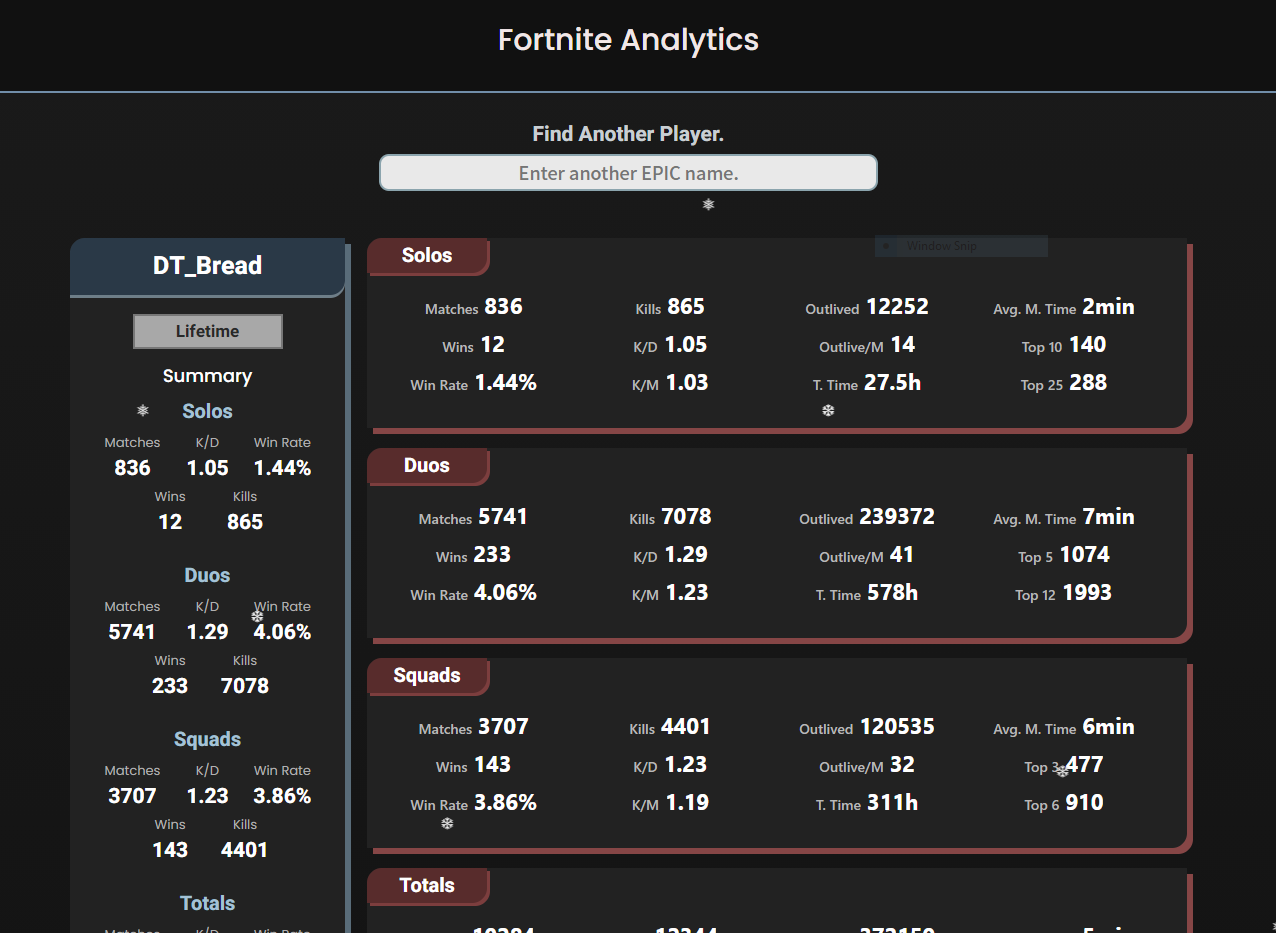 Fortnite Analytics
Find Another Player.
Enter another EPIC name.
Window Snip
DT_Bread
Lifetime
Summary
Solos
Matches K/D Win Rate
836 1.05 1.44%
Wins Kills
12 865
Duos
Matches K/D Win Rate
5741 1.29 4.06%
Wins Kills
233 7078
Squads
Matches K/D Win Rate
3707 1.23 3.86%
Wins Kills
143 4401
Totals
Matches K/D Win Rate
Solos
Matches 836 Kills 865 Outlived 12252 Avg. M. Time 2min
Wins 12 K/D 1.05 Outlive/M 14 Top 10 140
Win Rate 1.44% K/M 1.03 T. Time 27.5h Top 25 288
Duos
Matches 5741 Kills 7078 Outlived 239372 Avg. M. Time 7min
Wins 233 K/D 1.29 Outlive/M 41 Top 5 1074
Win Rate 4.06% K/M 1.23 T. Time 578h Top 12 1993
Squads
Matches 3707 Kills 4401 Outlived 120535 Avg. M. Time 6min
Wins 143 K/D 1.23 Outlive/M 32 Top 3 477
Win Rate 3.86% K/M 1.19 T. Time 311h Top 6 910
Totals